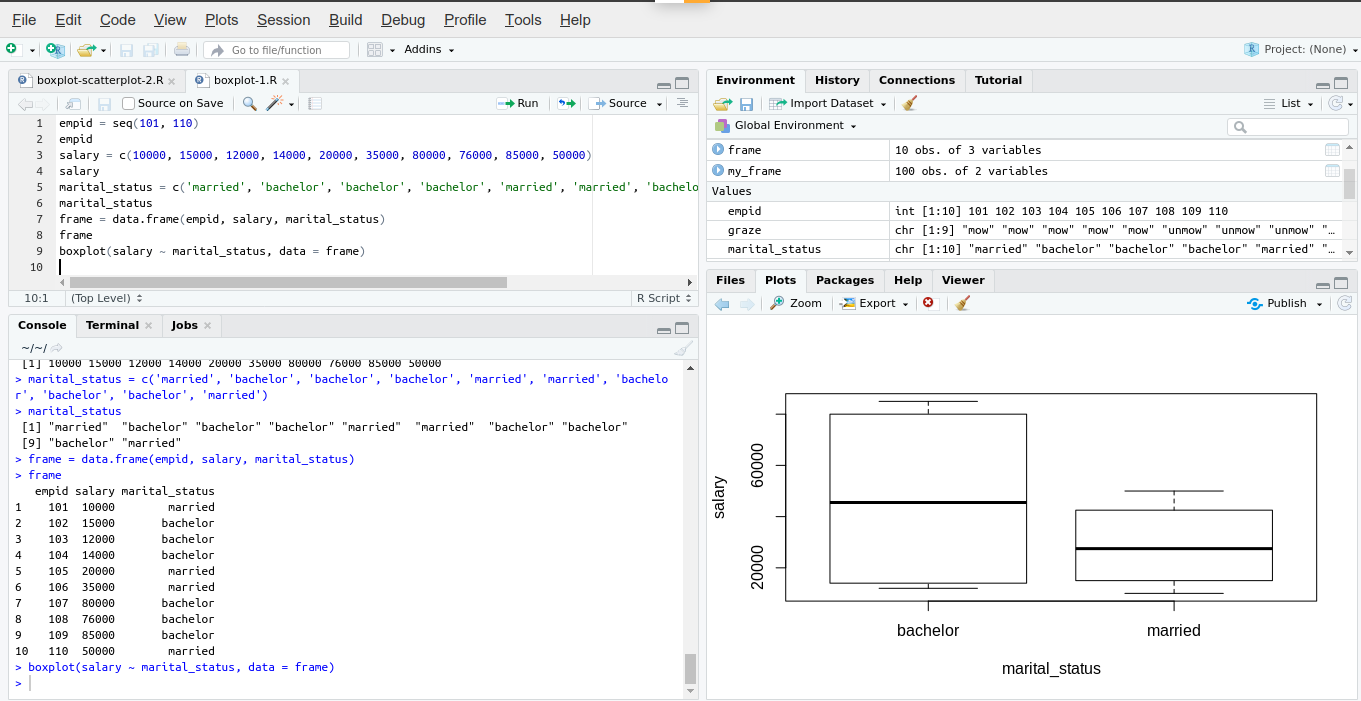 File Edit Code View Plots Session Build Debug Profile Tools Help
Go to file/function Addins Project: (None)
boxplot-scatterplot-2.R boxplot-1.R
Source on Save Run Source
1 empid = seq(101, 110)
2 empid
3 salary = c(10000, 15000, 12000, 14000, 20000, 35000, 80000, 76000, 85000, 50000)
4 salary
5 marital_status = c('married', 'bachelor', 'bachelor', 'bachelor', 'married', 'married', 'bachelo
6 marital_status
7 frame = data.frame(empid, salary, marital_status)
8 frame
9 boxplot(salary ~ marital_status, data = frame)
10
10:1 (Top Level) R Script
Console Terminal Jobs
~/~/
[1] 10000 15000 12000 14000 20000 35000 80000 76000 85000 50000
> marital_status = c('married', 'bachelor', 'bachelor', 'bachelor', 'married', 'married', 'bachelo
r', 'bachelor', 'bachelor', 'married')
> marital_status
[1] "married"  "bachelor" "bachelor" "bachelor" "married"  "married"  "bachelor" "bachelor"
[9] "bachelor" "married"
> frame = data.frame(empid, salary, marital_status)
> frame
empid salary marital_status
1 101 10000 married
2 102 15000 bachelor
3 103 12000 bachelor
4 104 14000 bachelor
5 105 20000 married
6 106 35000 married
7 107 80000 bachelor
8 108 76000 bachelor
9 109 85000 bachelor
10 110 50000 married
> boxplot(salary ~ marital_status, data = frame)
>
Environment History Connections Tutorial
Import Dataset List
Global Environment
frame 10 obs. of 3 variables
my_frame 100 obs. of 2 variables
Values
empid int [1:10] 101 102 103 104 105 106 107 108 109 110
graze chr [1:9] "mow" "mow" "mow" "mow" "mow" "unmow" "unmow" "unmow" "…
marital_status chr [1:10] "married" "bachelor" "bachelor" "bachelor" "married" "…
Files Plots Packages Help Viewer
Zoom Export Publish
salary
60000
20000
bachelor married
marital_status